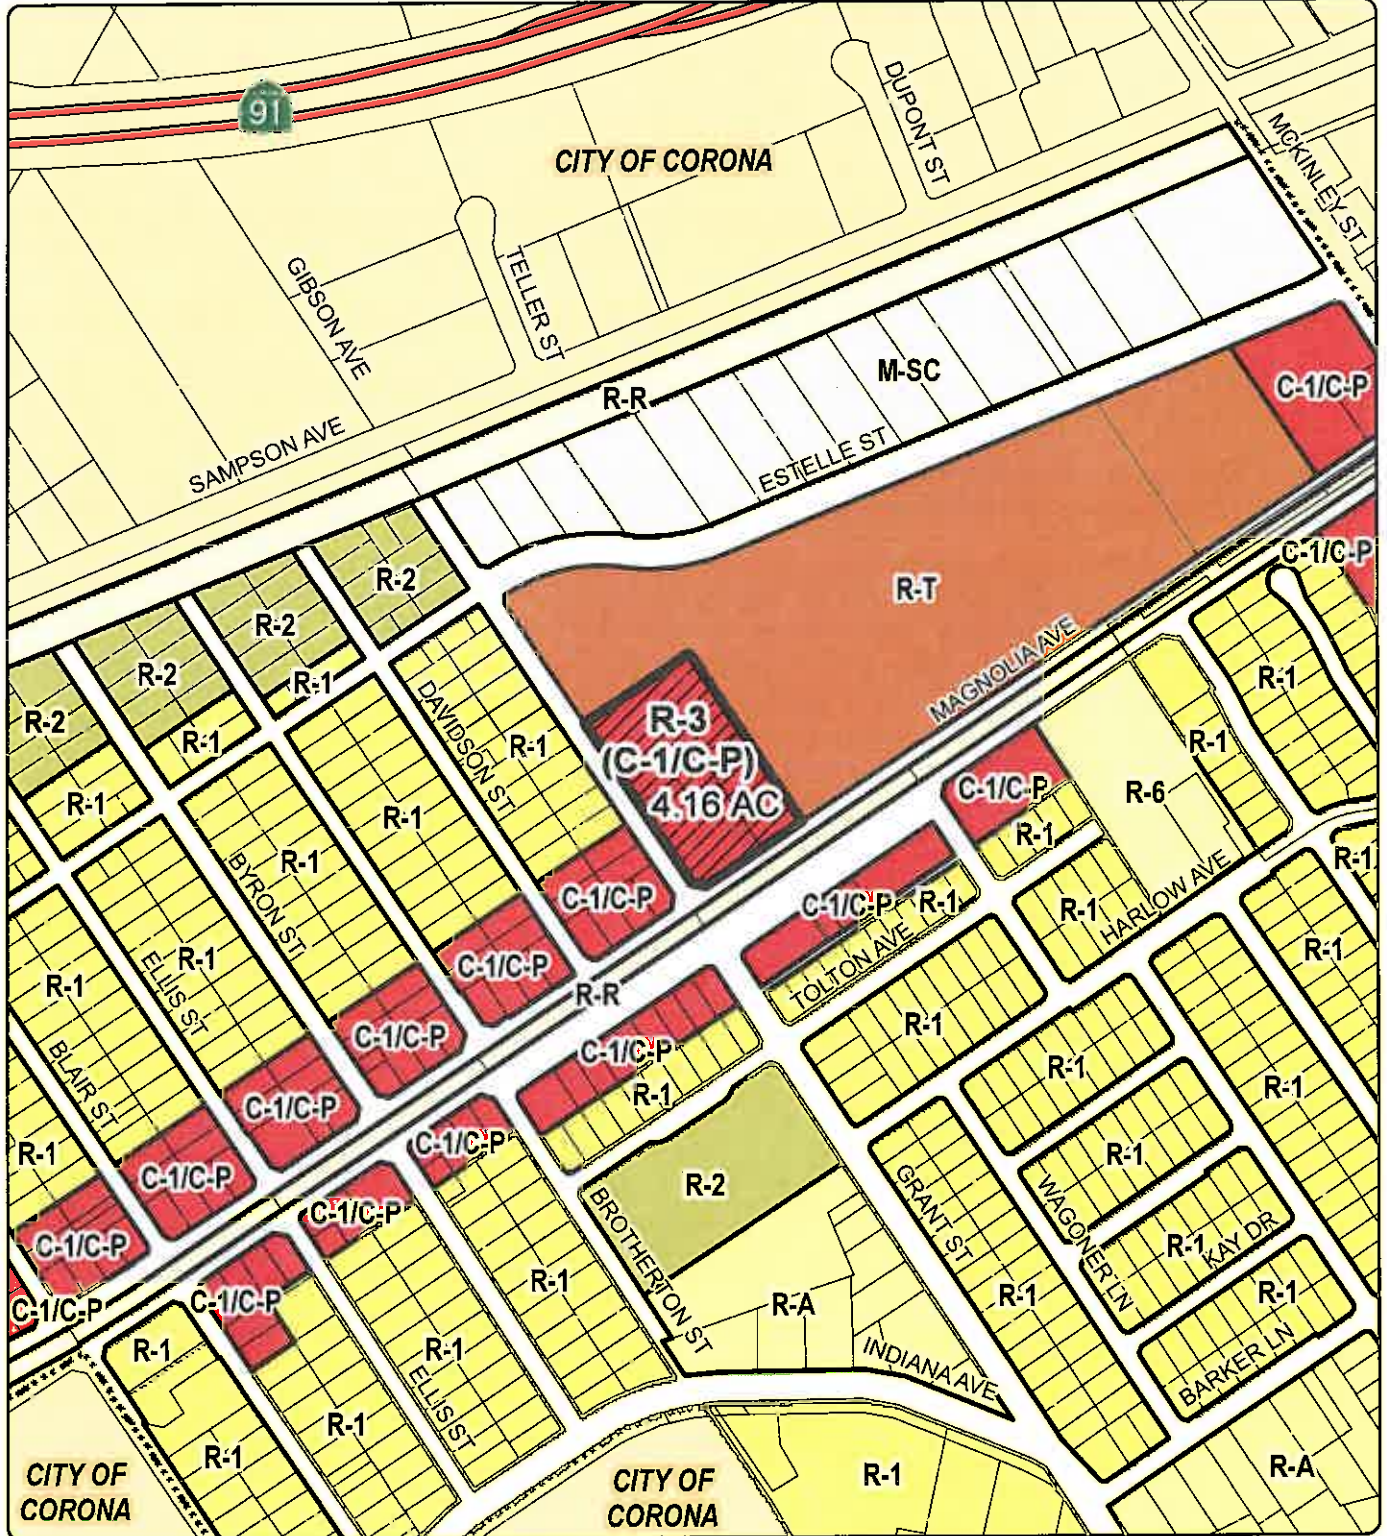 91
DUPONT ST
MCKINLEY ST
CITY OF CORONA
GIBSON AVE
TELLER ST
M-SC
C-1/C-P
R-R
SAMPSON AVE
ESTELLE ST
C-1/C-P
R-2
R-T
R-2
R-2
R-1
R-1
R-2
MAGNOLIA AVE
DAVIDSON ST
R-3
(C-1/C-P)
4.16 AC
R-1
R-1
R-1
C-1/C-P
R-6
R-1
R-1
R-1
R-1
R-1
BYRON ST
HARLOW AVE
C-1/C-P
C-1/C-P
R-1
R-1
R-1
TOLTON AVE
R-1
ELLIS ST
C-1/C-P
R-1
R-R
R-1
C-1/C-P
C-1/C-P
R-1
R-1
BLAIR ST
R-1
C-1/C-P
C-1/C-P
R-1
R-1
C-1/C-P
R-2
GRANT ST
WAGONER LN
C-1/C-P
BROTHERTON ST
C-1/C-P
R-1
KAY DR
R-1
R-1
R-1
C-1/C-P
C-1/C-P
R-A
R-1
R-1
ELLIS ST
INDIANA AVE
BARKER LN
R-1
R-1
R-1
R-A
CITY OF
CORONA
CITY OF
CORONA